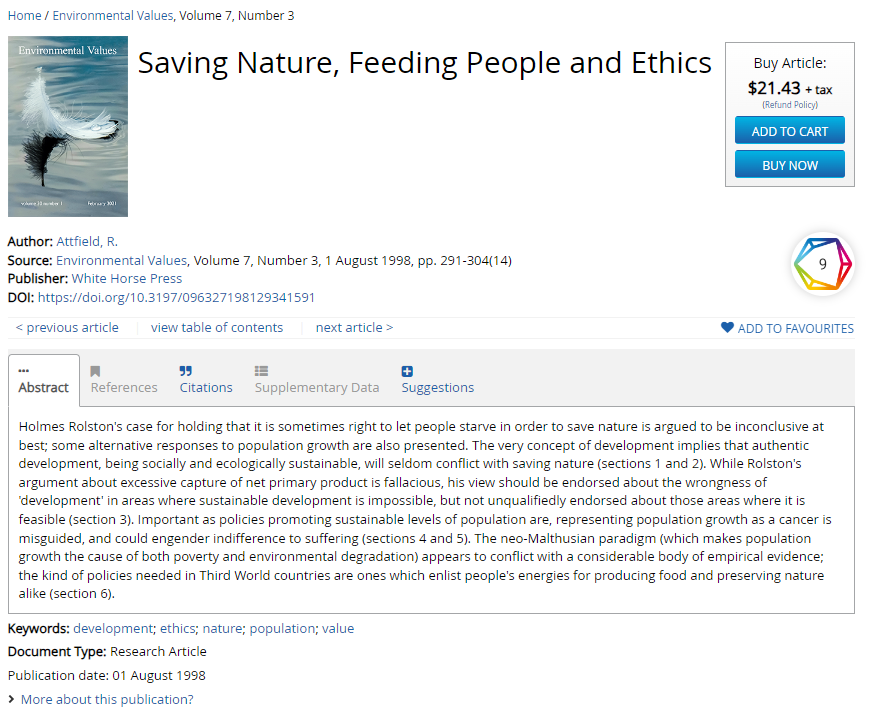 Home / Environmental Values, Volume 7, Number 3
Environmental Values
volume 30 number 1 February 2021
Saving Nature, Feeding People and Ethics
Buy Article:
$21.43 + tax
(Refund Policy)
ADD TO CART
BUY NOW
Author: Attfield, R.
Source: Environmental Values, Volume 7, Number 3, 1 August 1998, pp. 291-304(14)
Publisher: White Horse Press
DOI: https://doi.org/10.3197/096327198129341591
9
< previous article view table of contents next article >
ADD TO FAVOURITES
Abstract References Citations Supplementary Data Suggestions
Holmes Rolston's case for holding that it is sometimes right to let people starve in order to save nature is argued to be inconclusive at
best; some alternative responses to population growth are also presented. The very concept of development implies that authentic
development, being socially and ecologically sustainable, will seldom conflict with saving nature (sections 1 and 2). While Rolston's
argument about excessive capture of net primary product is fallacious, his view should be endorsed about the wrongness of
'development' in areas where sustainable development is impossible, but not unqualifiedly endorsed about those areas where it is
feasible (section 3). Important as policies promoting sustainable levels of population are, representing population growth as a cancer is
misguided, and could engender indifference to suffering (sections 4 and 5). The neo-Malthusian paradigm (which makes population
growth the cause of both poverty and environmental degradation) appears to conflict with a considerable body of empirical evidence;
the kind of policies needed in Third World countries are ones which enlist people's energies for producing food and preserving nature
alike (section 6).
Keywords: development; ethics; nature; population; value
Document Type: Research Article
Publication date: 01 August 1998
More about this publication?